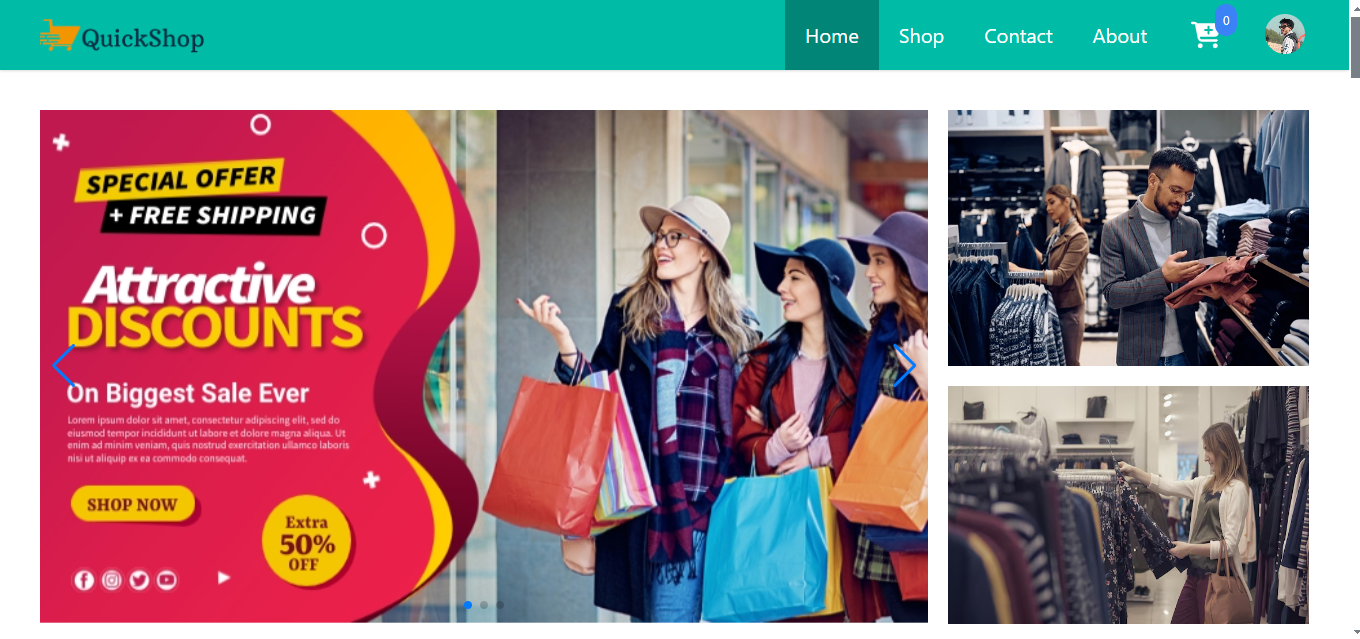 QuickShop
Home
Shop
Contact
About
0
SPECIAL OFFER
+ FREE SHIPPING
Attractive
DISCOUNTS
On Biggest Sale Ever
Lorem ipsum dolor sit amet, consectetur adipiscing elit, sed do
eiusmod tempor incididunt ut labore et dolore magna aliqua. Ut
enim ad minim veniam, quis nostrud exercitation ullamco laboris
nisi ut aliquip ex ea commodo consequat.
SHOP NOW
Extra
50%
OFF